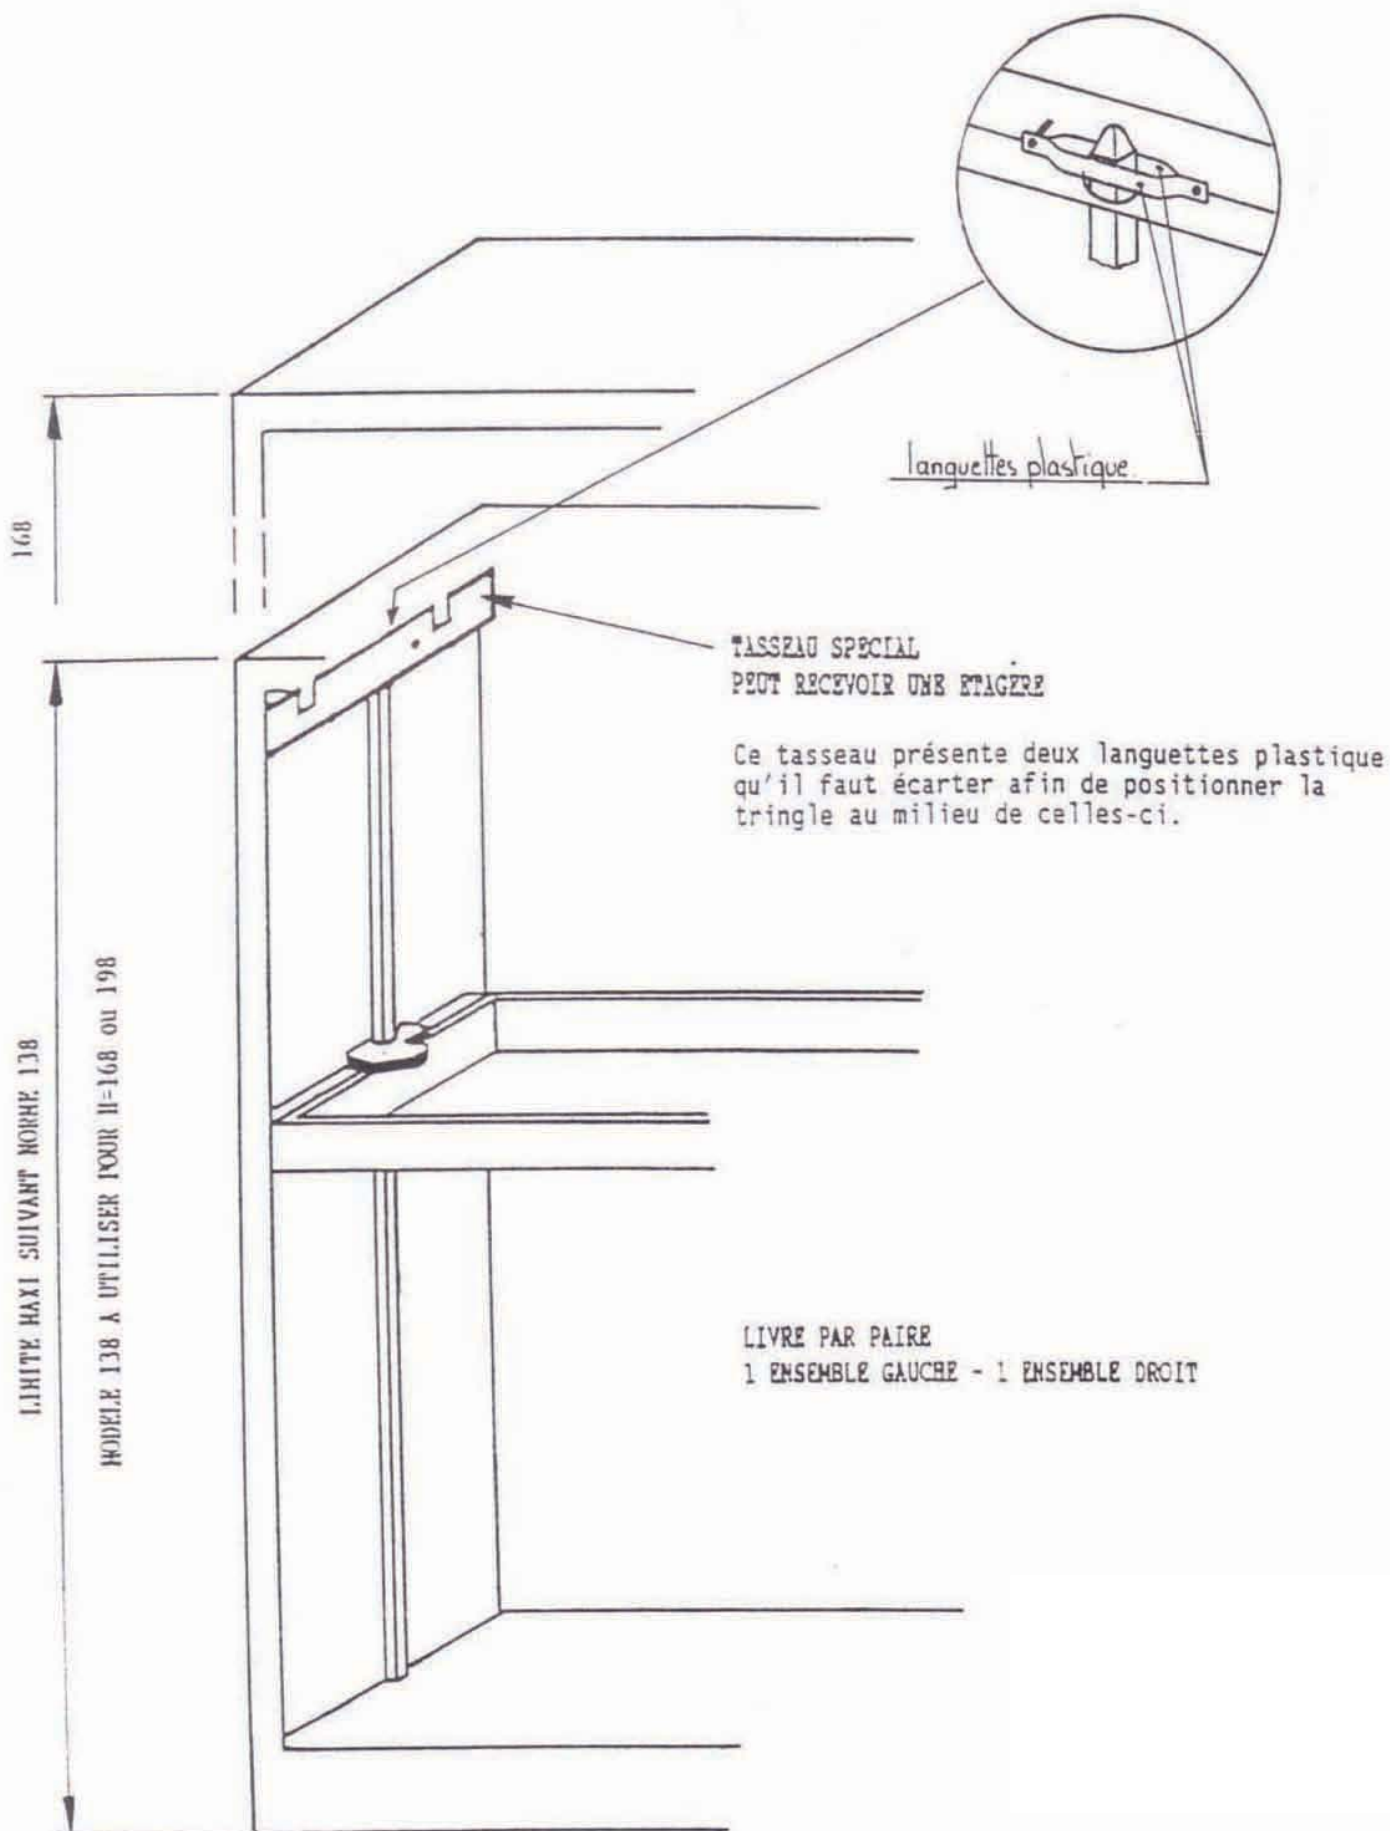 languettes plastique
168
TASSEAU SPECIAL
PEUT RECEVOIR UNE ETAGÈRE
Ce tasseau présente deux languettes plastique
qu'il faut écarter afin de positionner la
tringle au milieu de celles-ci.
LIMITE MAXI SUIVANT NORME 138
MODELE 138 A UTILISER POUR H=168 ou 198
LIVRE PAR PAIRE
1 ENSEMBLE GAUCHE - 1 ENSEMBLE DROIT